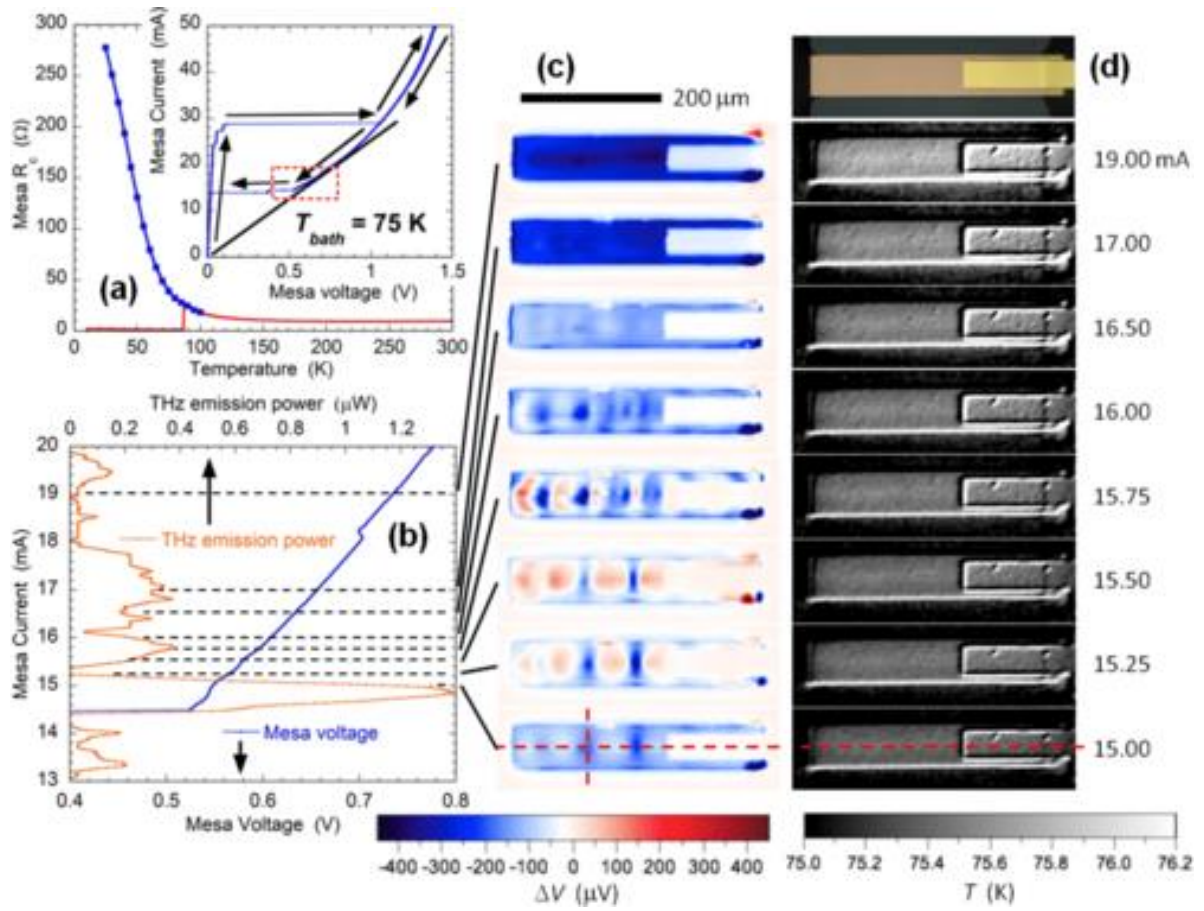 (a)
300
250
200
150
100
50
0
Mesa R_c (Ω)
0 50 100 150 200 250 300
Temperature (K)
50
40
30
20
10
0
Mesa Current (mA)
T_bath = 75 K
0 0.5 1 1.5
Mesa voltage (V)
(b)
THz emission power (μW)
0 0.2 0.4 0.6 0.8 1 1.2
20
19
18
17
16
15
14
13
Mesa Current (mA)
THz emission power
Mesa voltage
0.4 0.5 0.6 0.7 0.8
Mesa Voltage (V)
(c)
200 μm
-400 -300 -200 -100 0 100 200 300 400
ΔV (μV)
(d)
19.00 mA
17.00
16.50
16.00
15.75
15.50
15.25
15.00
75.0 75.2 75.4 75.6 75.8 76.0 76.2
T (K)